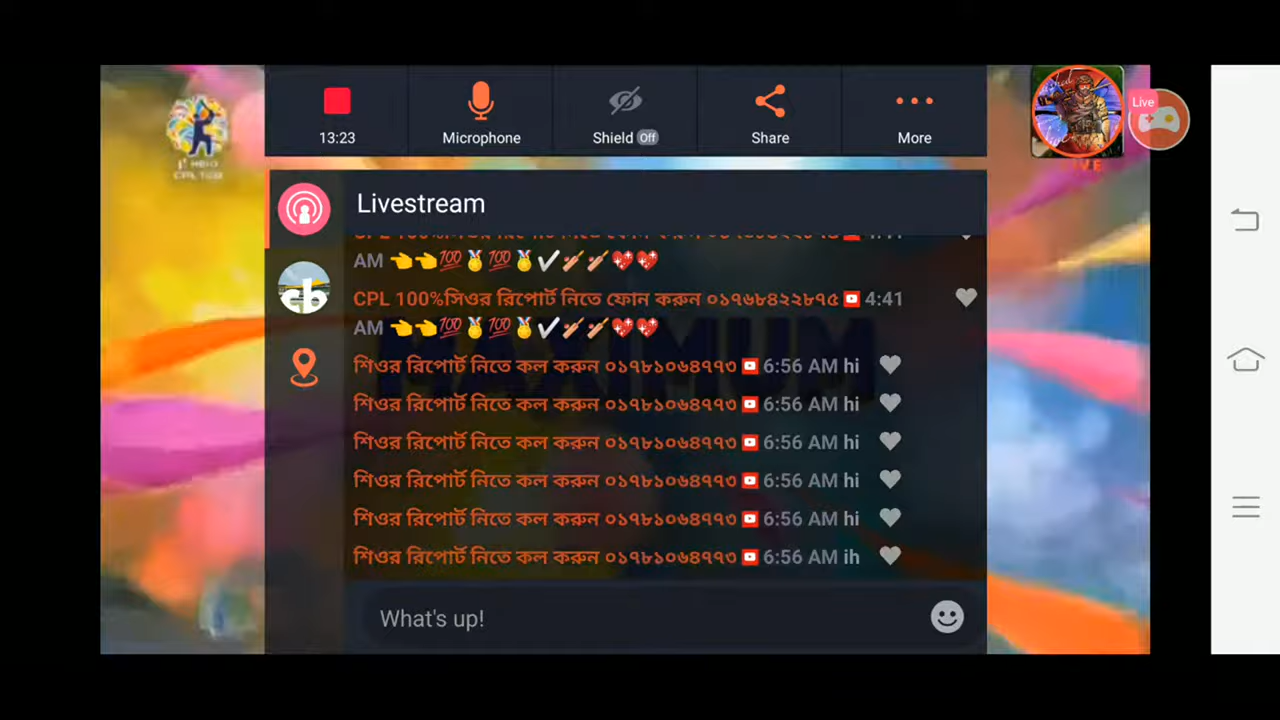 13:23
Microphone
Shield Off
Share
More
Live
CPL T20
Livestream
AM 👈👈💯🥇💯🥇✔️🏏🏏💖💖
CPL 100%সিওর রিপোর্ট নিতে ফোন করুন ০১৭৬৮৪২২৮৭৫ 4:41
AM 👈👈💯🥇💯🥇✔️🏏🏏💖💖
শিওর রিপোর্ট নিতে কল করুন ০১৭৮১০৬৪৭৭৩ 6:56 AM hi
শিওর রিপোর্ট নিতে কল করুন ০১৭৮১০৬৪৭৭৩ 6:56 AM hi
শিওর রিপোর্ট নিতে কল করুন ০১৭৮১০৬৪৭৭৩ 6:56 AM hi
শিওর রিপোর্ট নিতে কল করুন ০১৭৮১০৬৪৭৭৩ 6:56 AM hi
শিওর রিপোর্ট নিতে কল করুন ০১৭৮১০৬৪৭৭৩ 6:56 AM hi
শিওর রিপোর্ট নিতে কল করুন ০১৭৮১০৬৪৭৭৩ 6:56 AM ih
MAXIMUM
What's up!